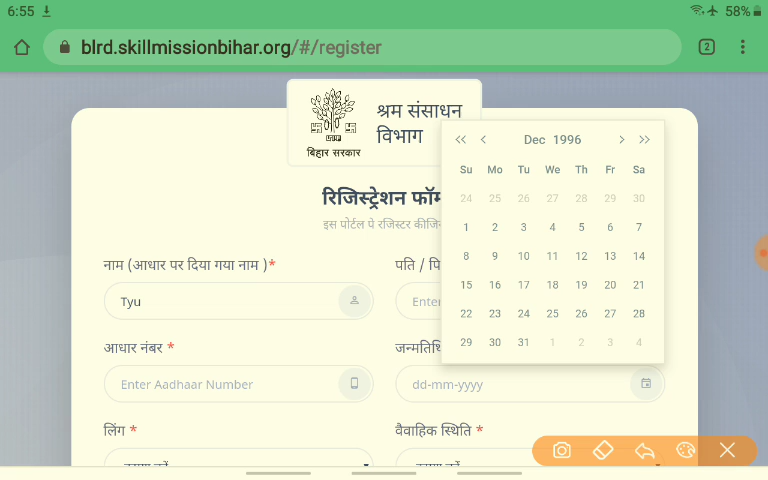 6:55
58%
blrd.skillmissionbihar.org/#/register
2
बिहार सरकार
श्रम संसाधन
विभाग
रजिस्ट्रेशन
इस पोर्टल पे रजिस्टर
नाम (आधार पर दिया गया नाम )*
पति /
Tyu
Enter
आधार नंबर *
Enter Aadhaar Number
dd-mm-yyyy
लिंग *
वैवाहिक स्थिति *
Dec 1996
Su Mo Tu We Th Fr Sa
24 25 26 27 28 29 30
1 2 3 4 5 6 7
8 9 10 11 12 13 14
15 16 17 18 19 20 21
22 23 24 25 26 27 28
29 30 31 1 2 3 4